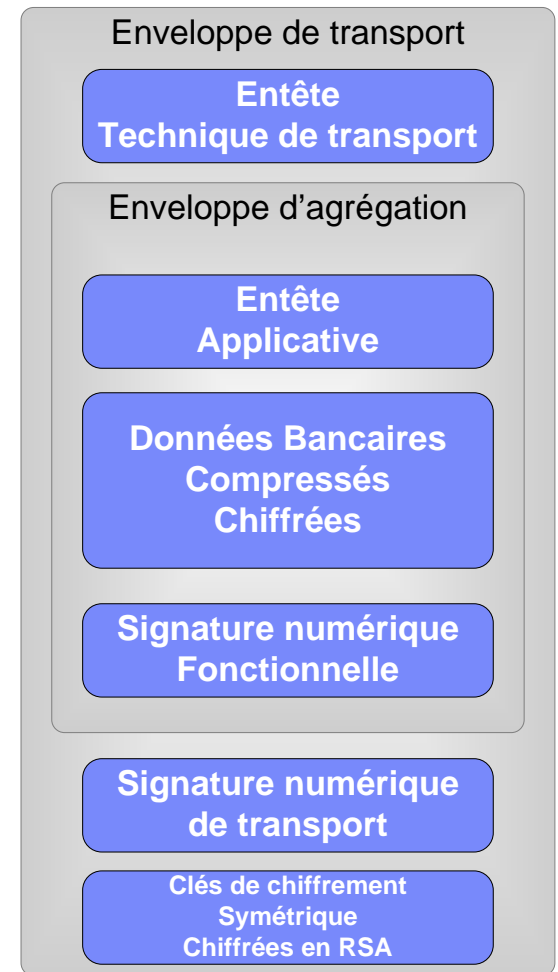 Enveloppe de transport
Entête
Technique de transport
Enveloppe d'agrégation
Entête
Applicative
Données Bancaires
Compressés
Chiffrées
Signature numérique
Fonctionnelle
Signature numérique
de transport
Clés de chiffrement
Symétrique
Chiffrées en RSA